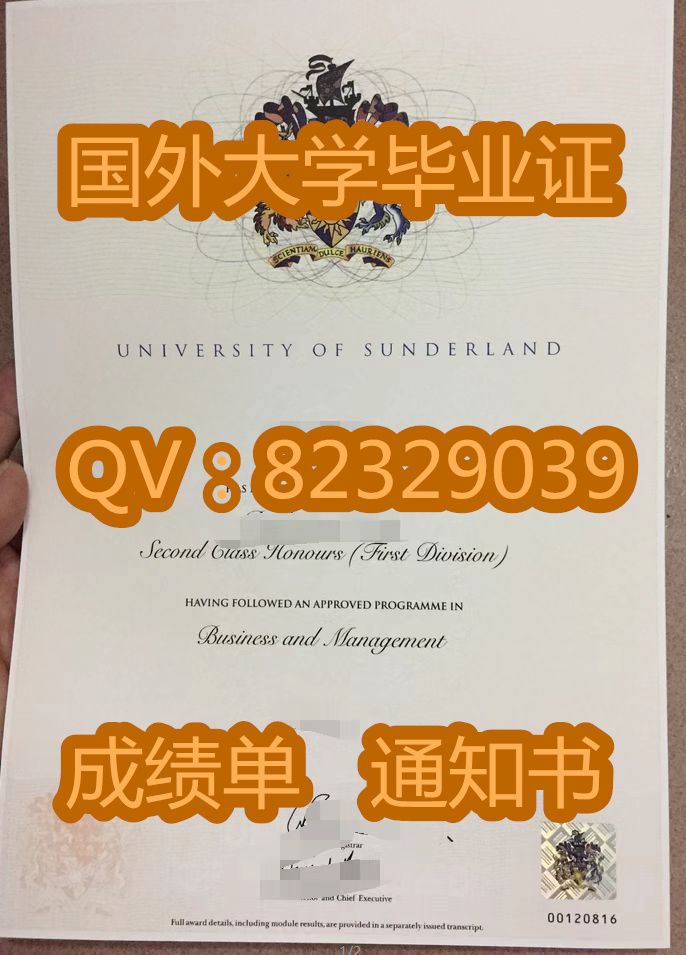 国外大学毕业证
SCIENTIAM DULCE HAURIENS
UNIVERSITY OF SUNDERLAND
QV：82329039
Second Class Honours (First Division)
HAVING FOLLOWED AN APPROVED PROGRAMME IN
Business and Management
成绩单 通知书
and Chief Executive
00120816
Full award details, including module results, are provided in a separately issued transcript.
1/2